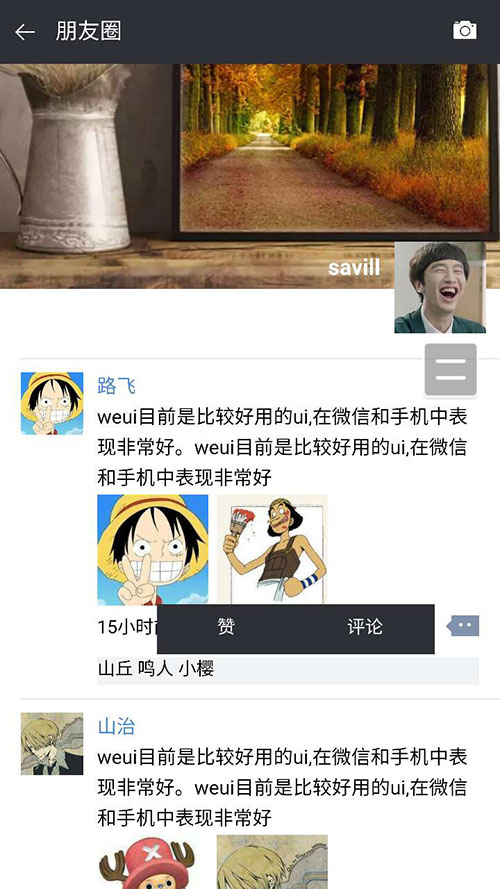 朋友圈
savill
路飞
weui目前是比较好用的ui,在微信和手机中表
现非常好。weui目前是比较好用的ui,在微信
和手机中表现非常好
15小时
赞 评论
山丘 鸣人 小樱
山治
weui目前是比较好用的ui,在微信和手机中表
现非常好。weui目前是比较好用的ui,在微信
和手机中表现非常好